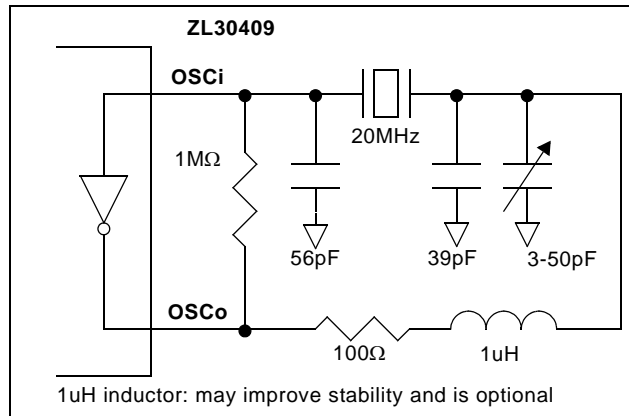 ZL30409
OSCi
20MHz
1MΩ
56pF
39pF
3-50pF
OSCo
100Ω
1uH
1uH inductor: may improve stability and is optional